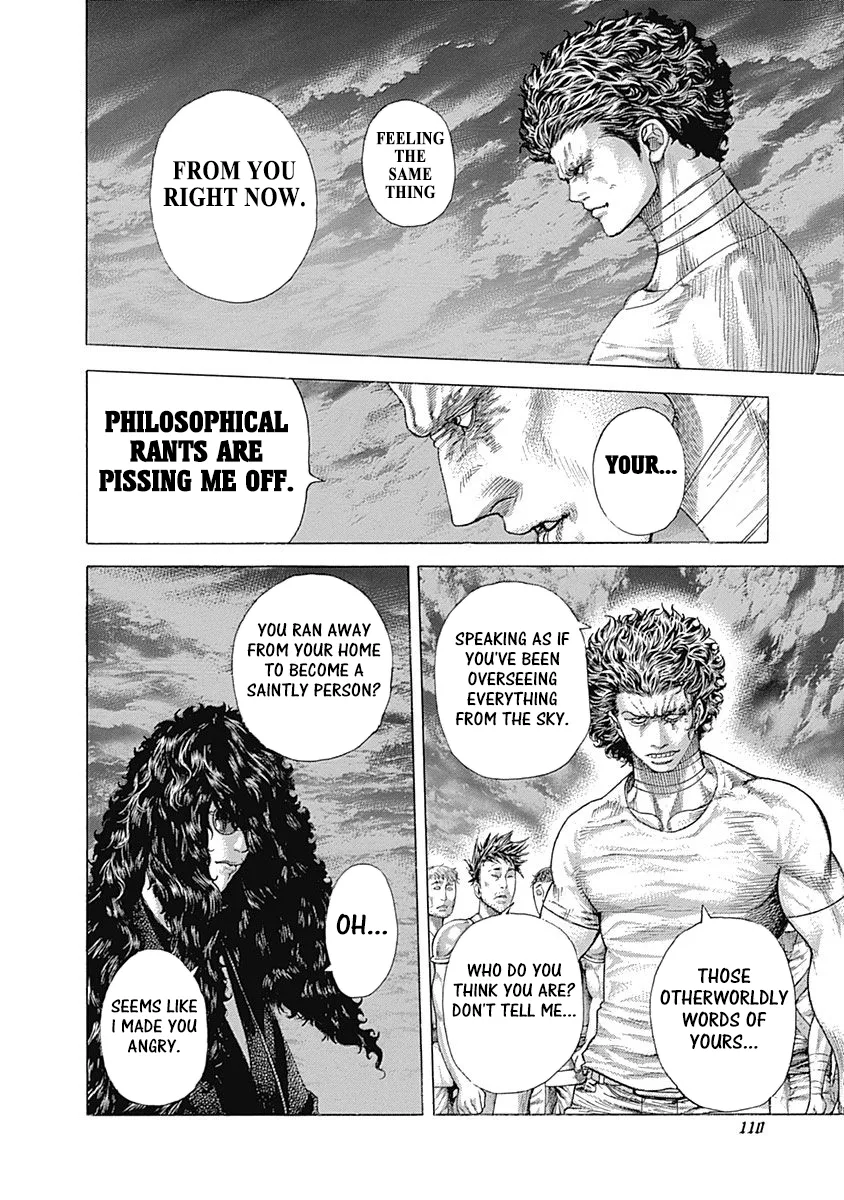 FEELING
THE
SAME
THING
FROM YOU
RIGHT NOW.
YOUR...
PHILOSOPHICAL
RANTS ARE
PISSING ME OFF.
THOSE
OTHERWORLDLY
WORDS OF
YOURS...
SPEAKING AS IF
YOU'VE BEEN
OVERSEEING
EVERYTHING
FROM THE SKY.
WHO DO YOU
THINK YOU ARE?
DON'T TELL ME...
YOU RAN AWAY
FROM YOUR HOME
TO BECOME A
SAINTLY PERSON?
OH...
SEEMS LIKE
I MADE YOU
ANGRY.
110